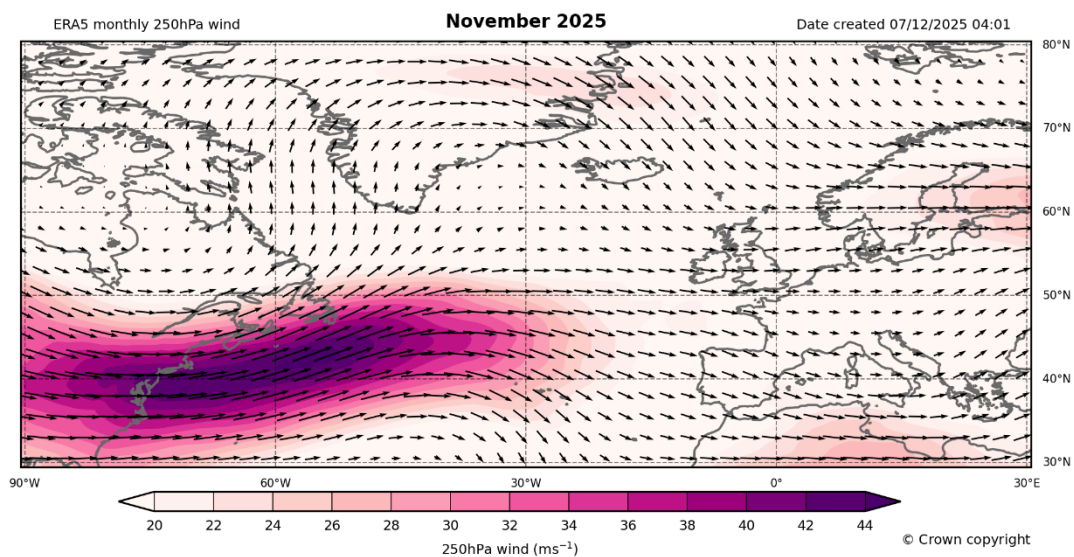 ERA5 monthly 250hPa wind
November 2025
Date created 07/12/2025 04:01
80°N
70°N
60°N
50°N
40°N
30°N
90°W 60°W 30°W 0° 30°E
20 22 24 26 28 30 32 34 36 38 40 42 44
250hPa wind (ms⁻¹)
© Crown copyright